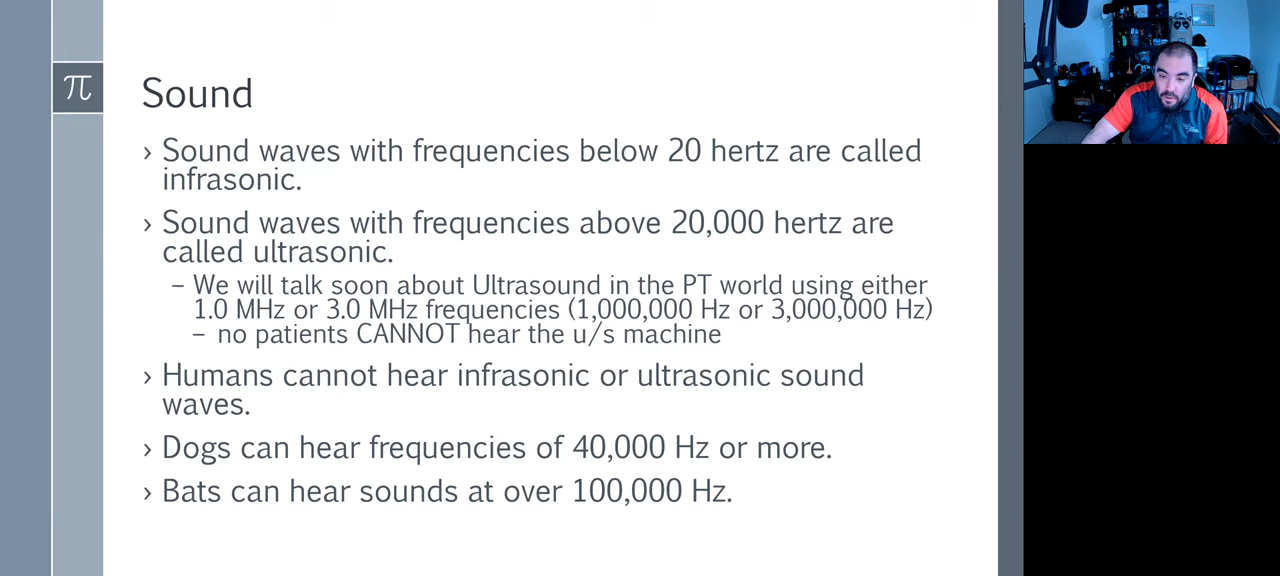 π
Sound
› Sound waves with frequencies below 20 hertz are called
infrasonic.
› Sound waves with frequencies above 20,000 hertz are
called ultrasonic.
– We will talk soon about Ultrasound in the PT world using either
1.0 MHz or 3.0 MHz frequencies (1,000,000 Hz or 3,000,000 Hz)
– no patients CANNOT hear the u/s machine
› Humans cannot hear infrasonic or ultrasonic sound
waves.
› Dogs can hear frequencies of 40,000 Hz or more.
› Bats can hear sounds at over 100,000 Hz.